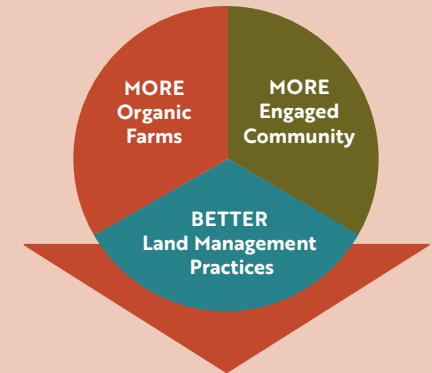 MORE
Organic
Farms
MORE
Engaged
Community
BETTER
Land Management
Practices